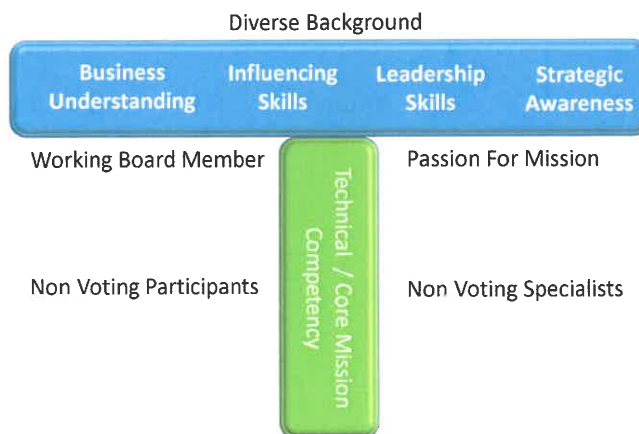 Diverse Background
Business Influencing Leadership Strategic
Understanding Skills Skills Awareness
Working Board Member Passion For Mission
Technical / Core Mission
Competency
Non Voting Participants Non Voting Specialists